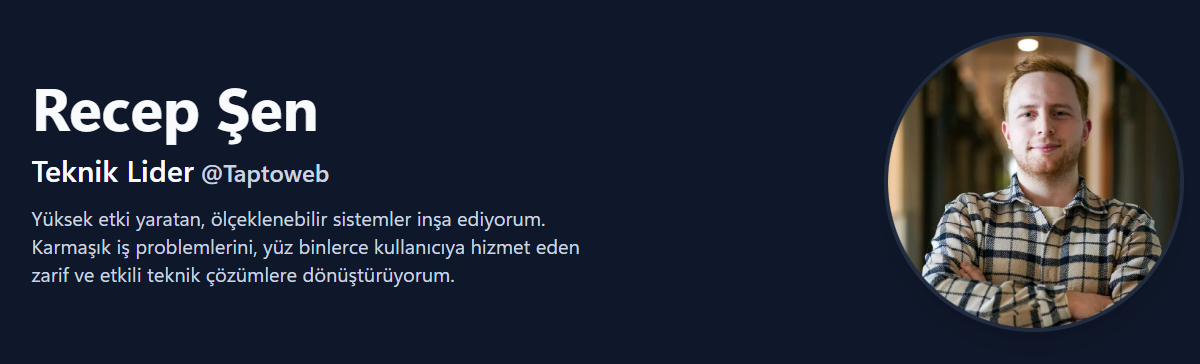 Recep Şen
Teknik Lider @Taptoweb
Yüksek etki yaratan, ölçeklenebilir sistemler inşa ediyorum.
Karmaşık iş problemlerini, yüz binlerce kullanıcıya hizmet eden
zarif ve etkili teknik çözümlere dönüştürüyorum.